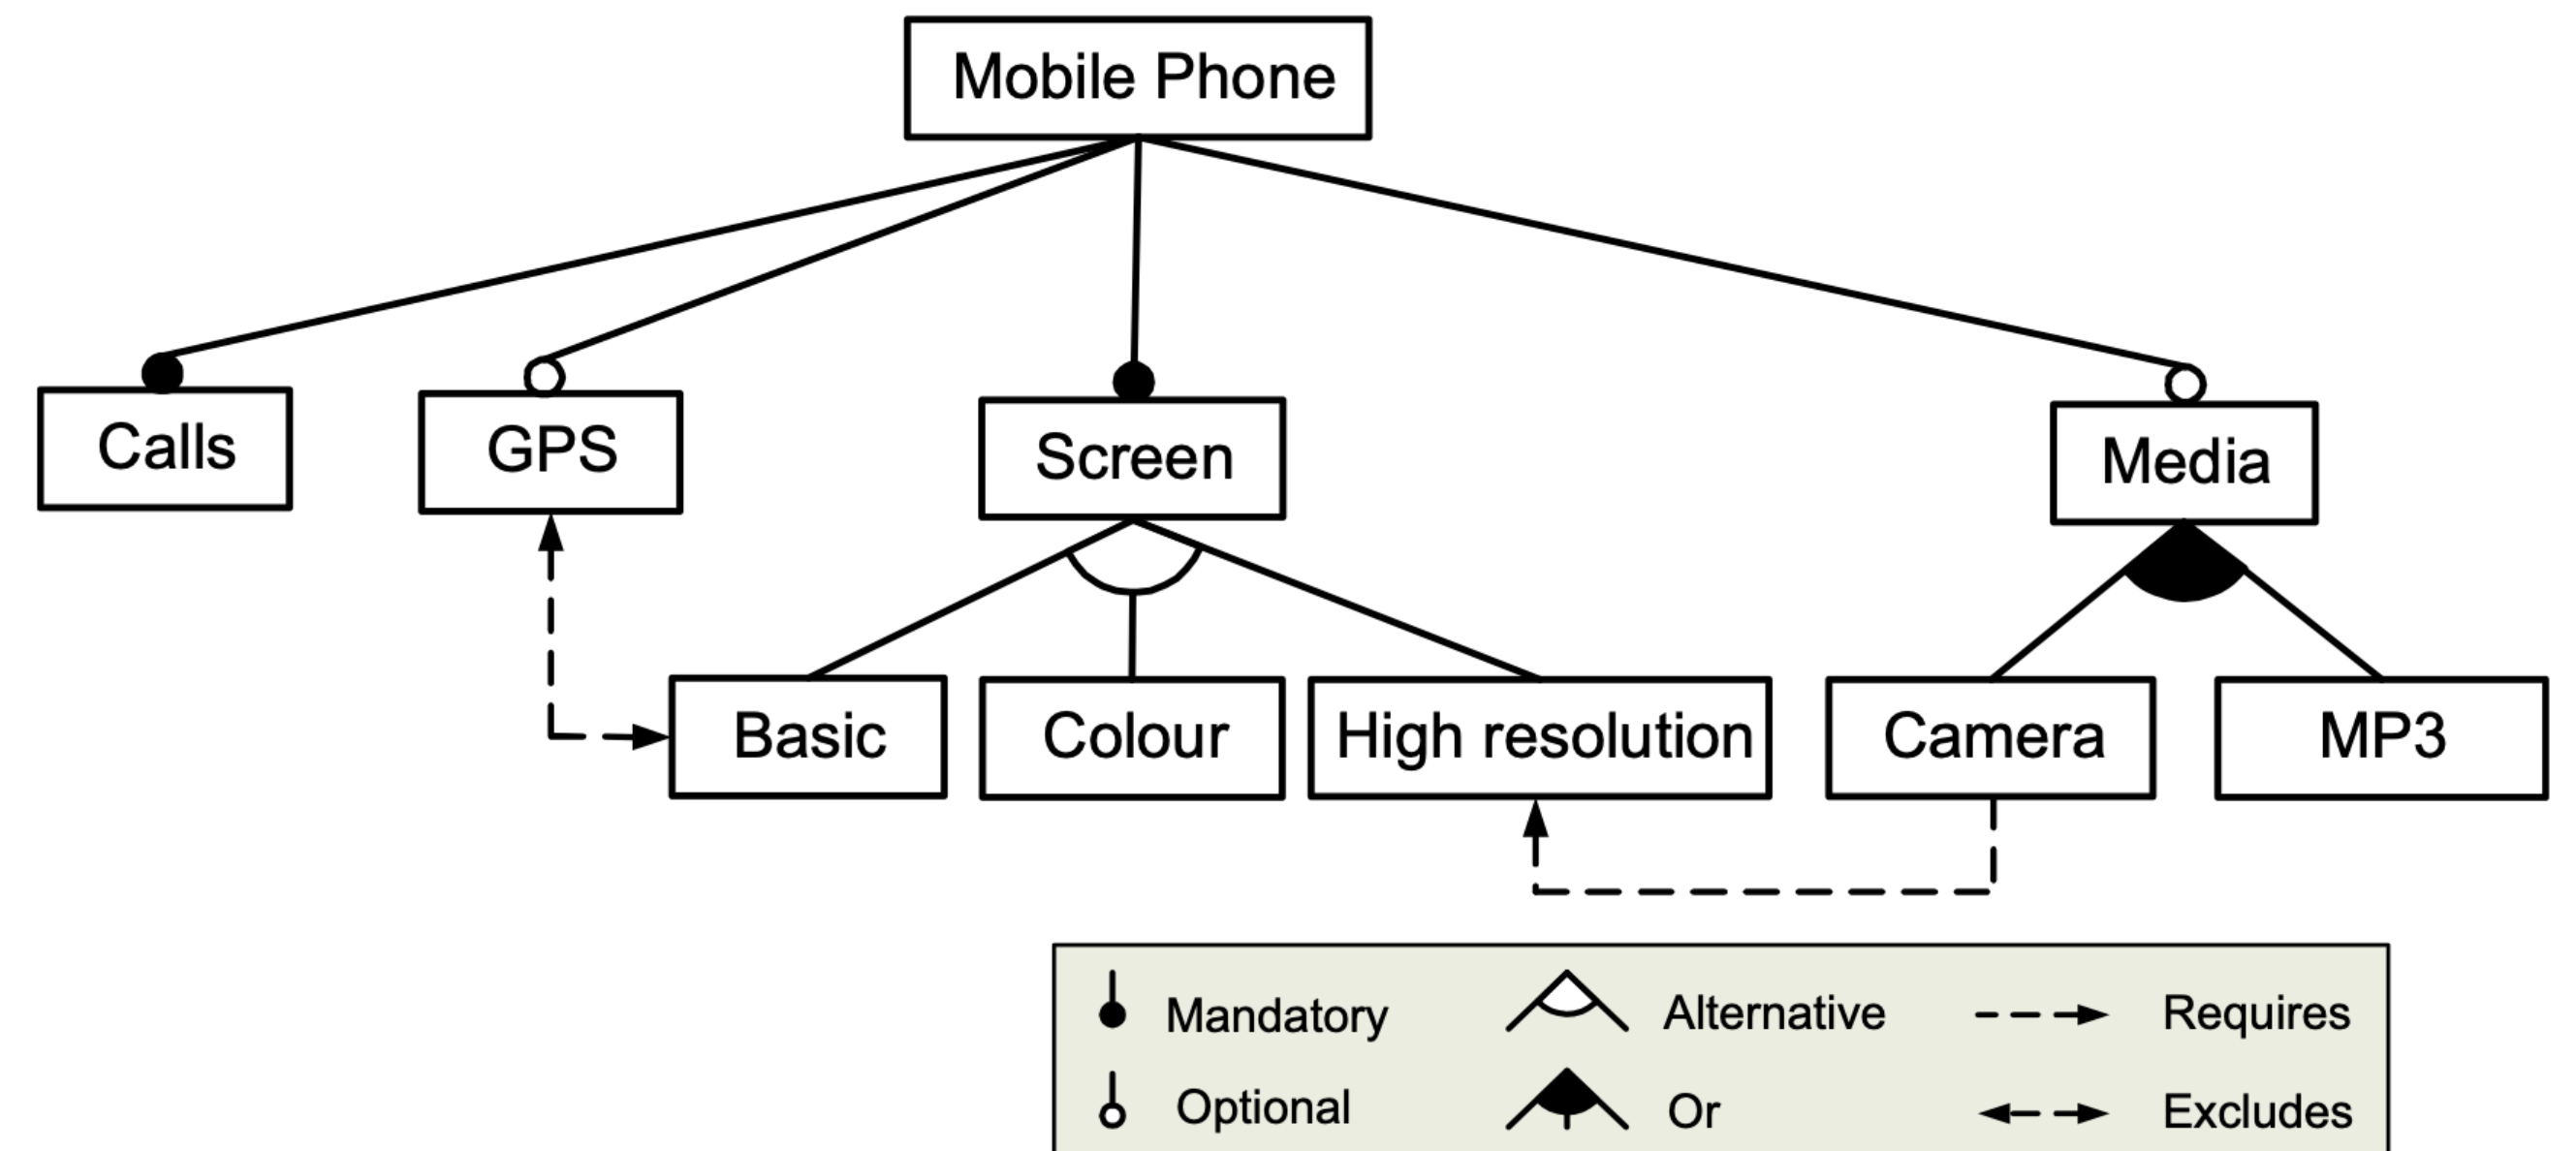 Mobile Phone
Calls
GPS
Screen
Media
Basic
Colour
High resolution
Camera
MP3
Mandatory
Alternative
Requires
Optional
Or
Excludes